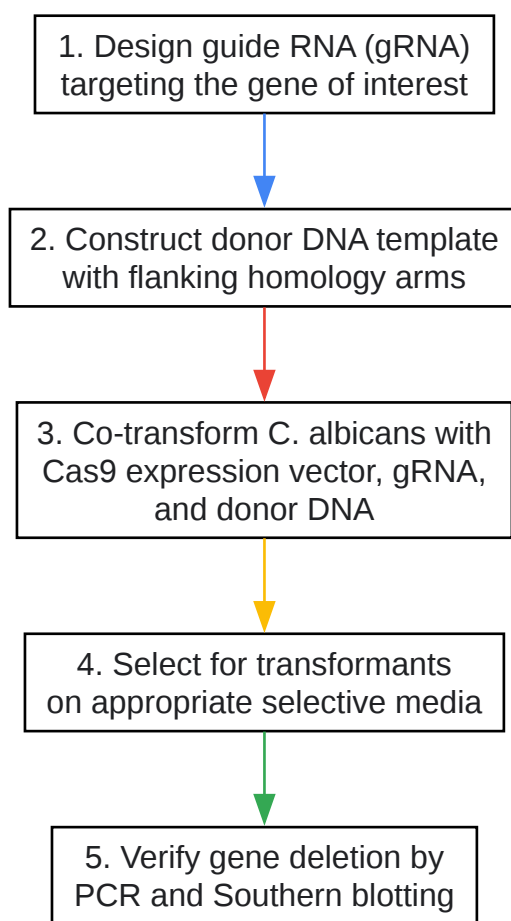 1. Design guide RNA (gRNA)
targeting the gene of interest
2. Construct donor DNA template
with flanking homology arms
3. Co-transform C. albicans with
Cas9 expression vector, gRNA,
and donor DNA
4. Select for transformants
on appropriate selective media
5. Verify gene deletion by
PCR and Southern blotting